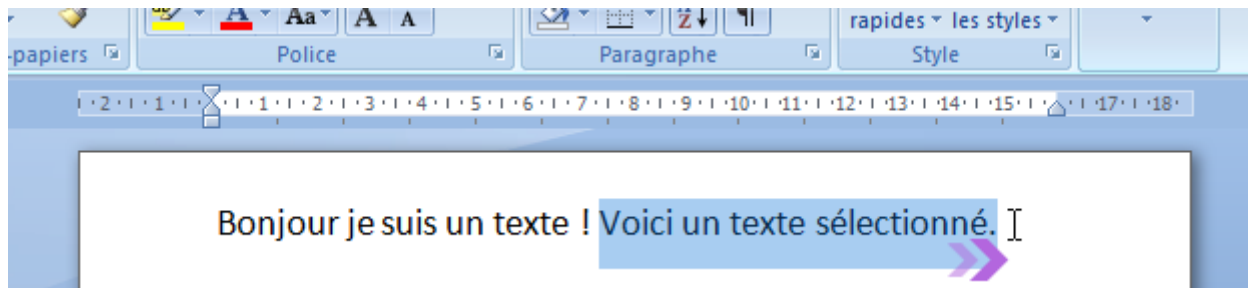 Aa A A
rapides les styles
-papiers Police Paragraphe Style
2 1 1 2 3 4 5 6 7 8 9 10 11 12 13 14 15 17 18
Bonjour je suis un texte ! Voici un texte sélectionné.